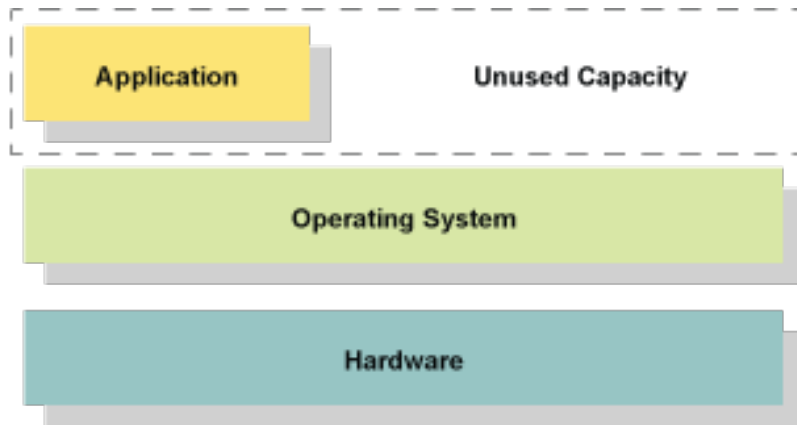 Application
Unused Capacity
Operating System
Hardware